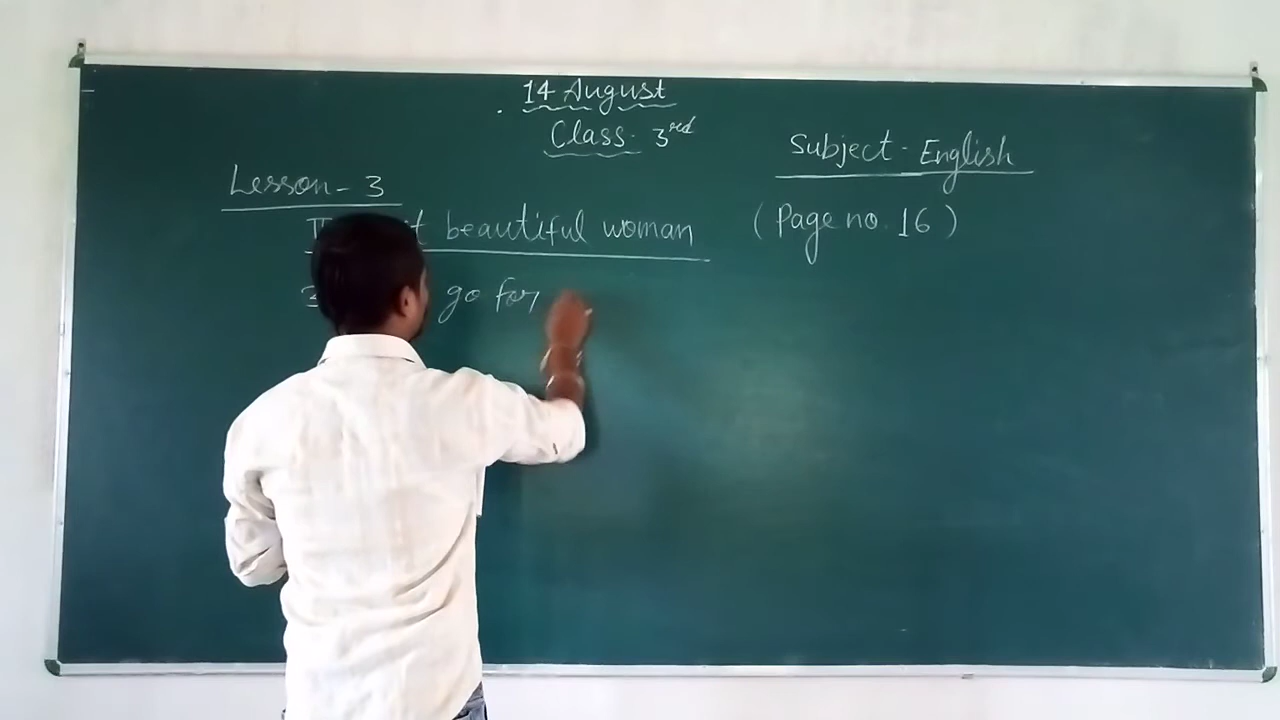 14 August
Class- 3rd
Subject- English
Lesson- 3
beautiful woman (Page no. 16)
go for